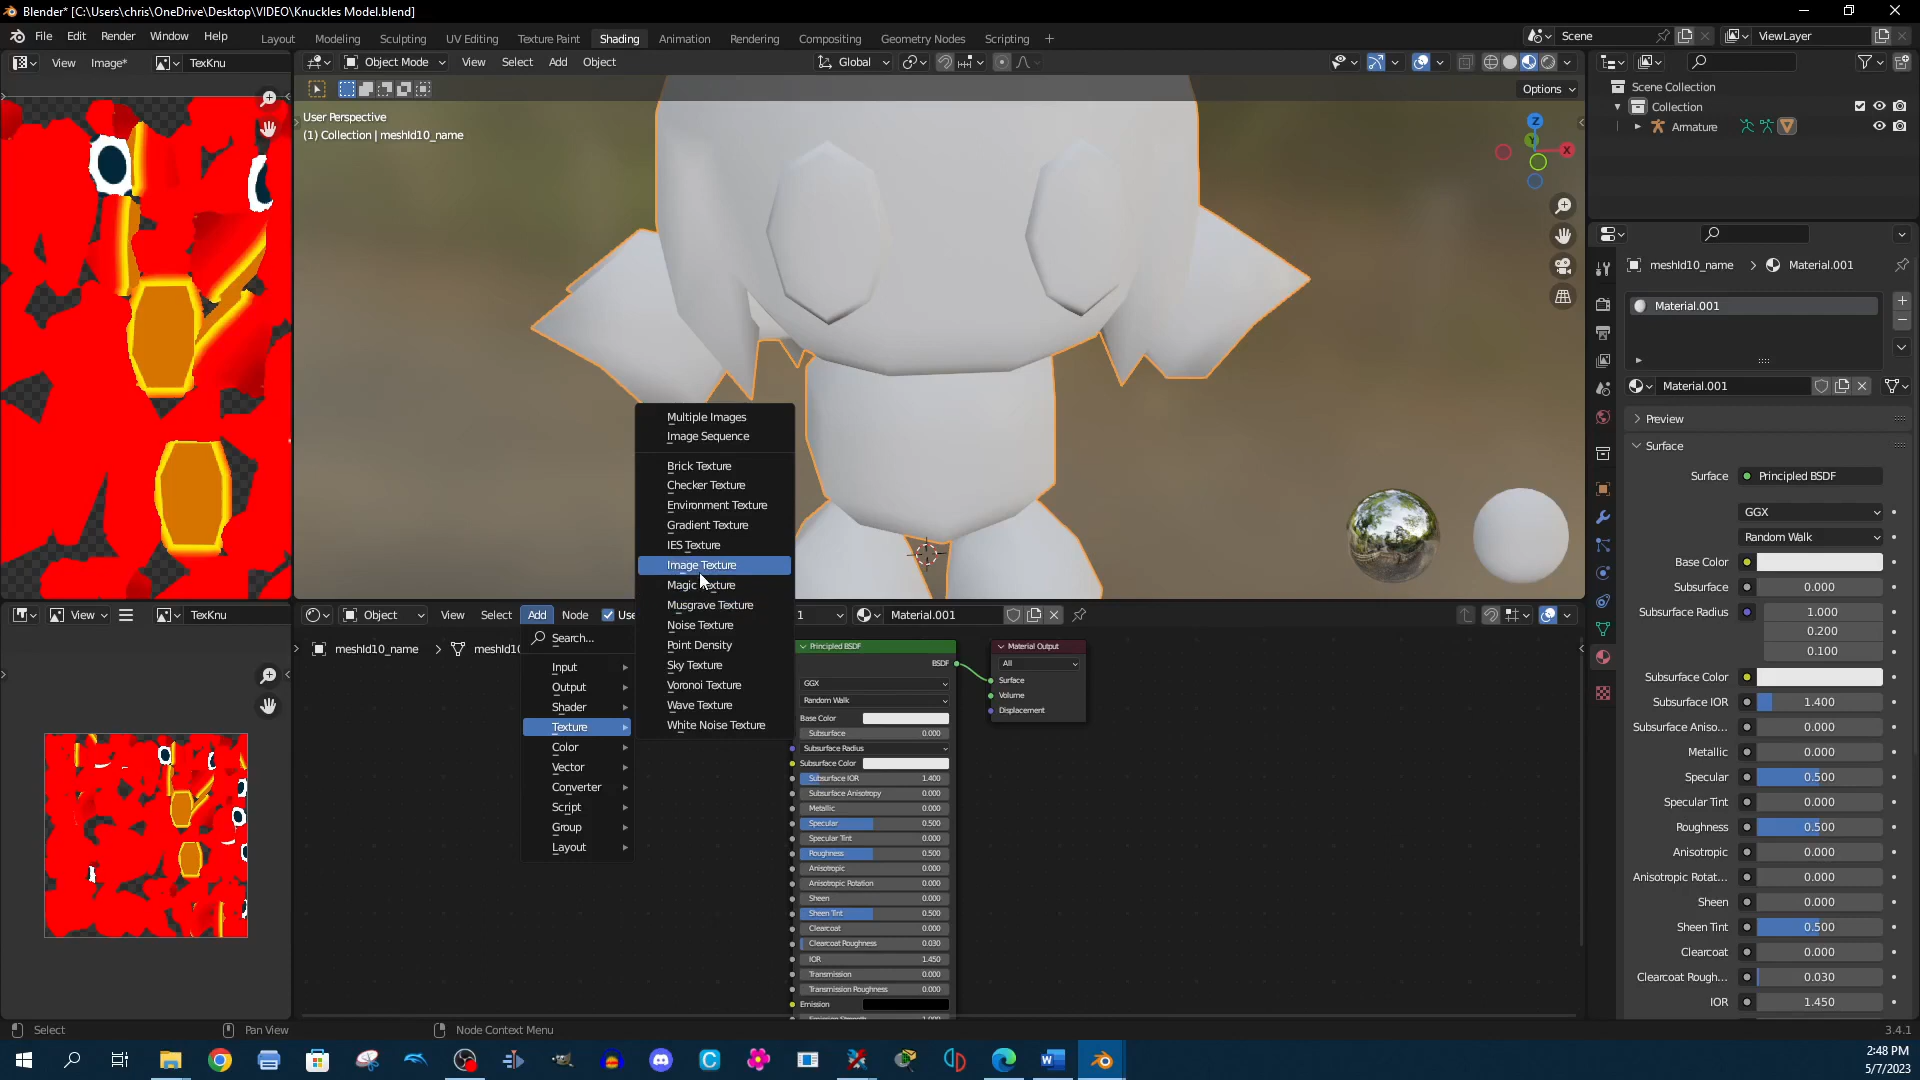 Blender* [C:\Users\chris\OneDrive\Desktop\VIDEO\Knuckles Model.blend]
File Edit Render Window Help
Layout Modeling Sculpting UV Editing Texture Paint Shading Animation Rendering Compositing Geometry Nodes Scripting
Scene
ViewLayer
View Image* TexKnu
Object Mode View Select Add Object
Global
Options
User Perspective
(1) Collection | meshId10_name
Z
Y
X
Scene Collection
Collection
Armature
meshId10_name > Material.001
Material.001
Material.001
Preview
Surface
Surface Principled BSDF
GGX
Random Walk
Base Color
Subsurface 0.000
Subsurface Radius 1.000
0.200
0.100
Subsurface Color
Subsurface IOR 1.400
Subsurface Aniso... 0.000
Metallic 0.000
Specular 0.500
Specular Tint 0.000
Roughness 0.500
Anisotropic 0.000
Anisotropic Rotat... 0.000
Sheen 0.000
Sheen Tint 0.500
Clearcoat 0.000
Clearcoat Rough... 0.030
IOR 1.450
Multiple Images
Image Sequence
Brick Texture
Checker Texture
Environment Texture
Gradient Texture
IES Texture
Image Texture
Magic Texture
Musgrave Texture
Noise Texture
Point Density
Sky Texture
Voronoi Texture
Wave Texture
White Noise Texture
View TexKnu
Object View Select Add Node Use
1 Material.001
meshId10_name > meshId1
Search...
Input
Output
Shader
Texture
Color
Vector
Converter
Script
Group
Layout
Principled BSDF
BSDF
GGX
Random Walk
Base Color
Subsurface 0.000
Subsurface Radius
Subsurface Color
Subsurface IOR 1.400
Subsurface Anisotropy 0.000
Metallic 0.000
Specular 0.500
Specular Tint 0.000
Roughness 0.500
Anisotropic 0.000
Anisotropic Rotation 0.000
Sheen 0.000
Sheen Tint 0.500
Clearcoat 0.000
Clearcoat Roughness 0.030
IOR 1.450
Transmission 0.000
Transmission Roughness 0.000
Emission
Emission Strength 1.000
Material Output
All
Surface
Volume
Displacement
Select Pan View Node Context Menu
3.4.1
2:48 PM
5/7/2023